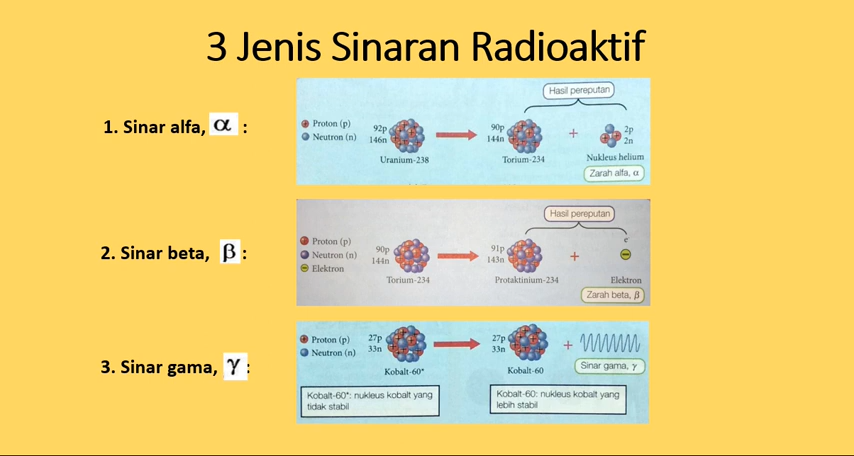 3 Jenis Sinaran Radioaktif
1. Sinar alfa, α :
Hasil pereputan
Proton (p)
Neutron (n)
92p
146n
Uranium-238
90p
144n
Torium-234
+
2p
2n
Nukleus helium
Zarah alfa, α
2. Sinar beta, β :
Hasil pereputan
Proton (p)
Neutron (n)
Elektron
90p
144n
Torium-234
91p
143n
Protaktinium-234
+
e
Elektron
Zarah beta, β
3. Sinar gama, γ :
Proton (p)
Neutron (n)
27p
33n
Kobalt-60*
27p
33n
Kobalt-60
+
Sinar gama, γ
Kobalt-60*: nukleus kobalt yang
tidak stabil
Kobalt-60: nukleus kobalt yang
lebih stabil